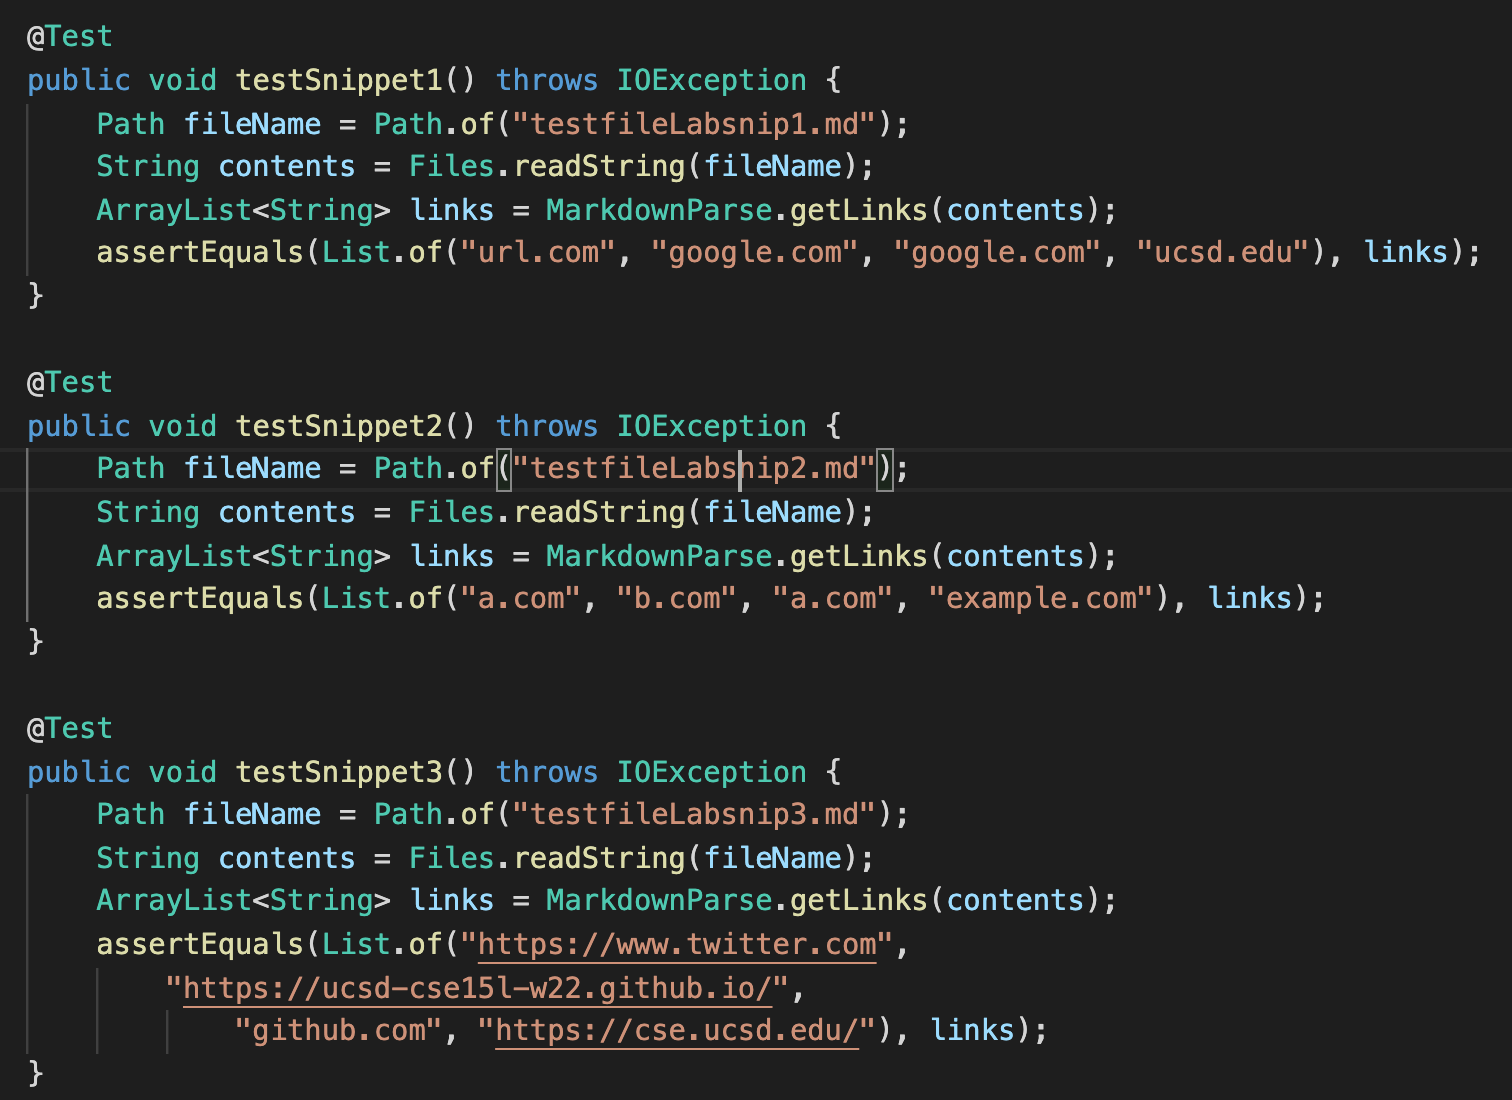 @Test
public void testSnippet1() throws IOException {
    Path fileName = Path.of("testfileLabsnip1.md");
    String contents = Files.readString(fileName);
    ArrayList<String> links = MarkdownParse.getLinks(contents);
    assertEquals(List.of("url.com", "google.com", "google.com", "ucsd.edu"), links);
}

@Test
public void testSnippet2() throws IOException {
    Path fileName = Path.of("testfileLabsnip2.md");
    String contents = Files.readString(fileName);
    ArrayList<String> links = MarkdownParse.getLinks(contents);
    assertEquals(List.of("a.com", "b.com", "a.com", "example.com"), links);
}

@Test
public void testSnippet3() throws IOException {
    Path fileName = Path.of("testfileLabsnip3.md");
    String contents = Files.readString(fileName);
    ArrayList<String> links = MarkdownParse.getLinks(contents);
    assertEquals(List.of("https://www.twitter.com",
        "https://ucsd-cse15l-w22.github.io/",
            "github.com", "https://cse.ucsd.edu/"), links);
}